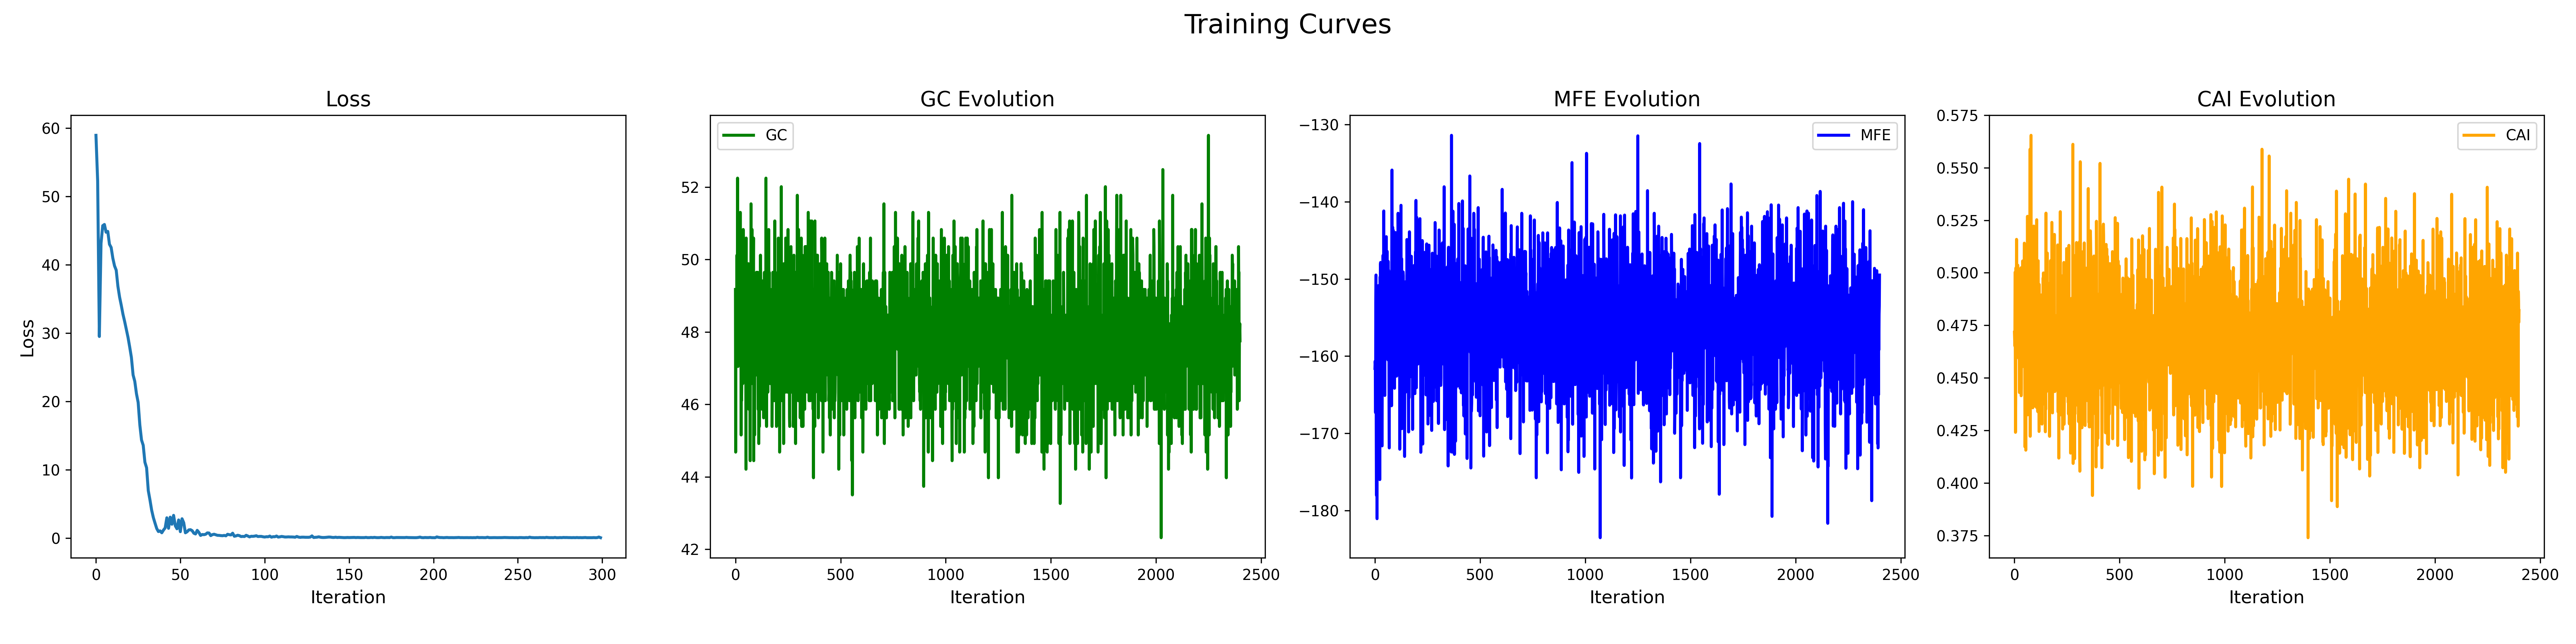 Training Curves
Loss
60
50
40
30
20
10
0
Loss
0 50 100 150 200 250 300
Iteration
GC Evolution
GC
52
50
48
46
44
42
0 500 1000 1500 2000 2500
Iteration
MFE Evolution
MFE
−130
−140
−150
−160
−170
−180
0 500 1000 1500 2000 2500
Iteration
CAI Evolution
CAI
0.575
0.550
0.525
0.500
0.475
0.450
0.425
0.400
0.375
0 500 1000 1500 2000 2500
Iteration